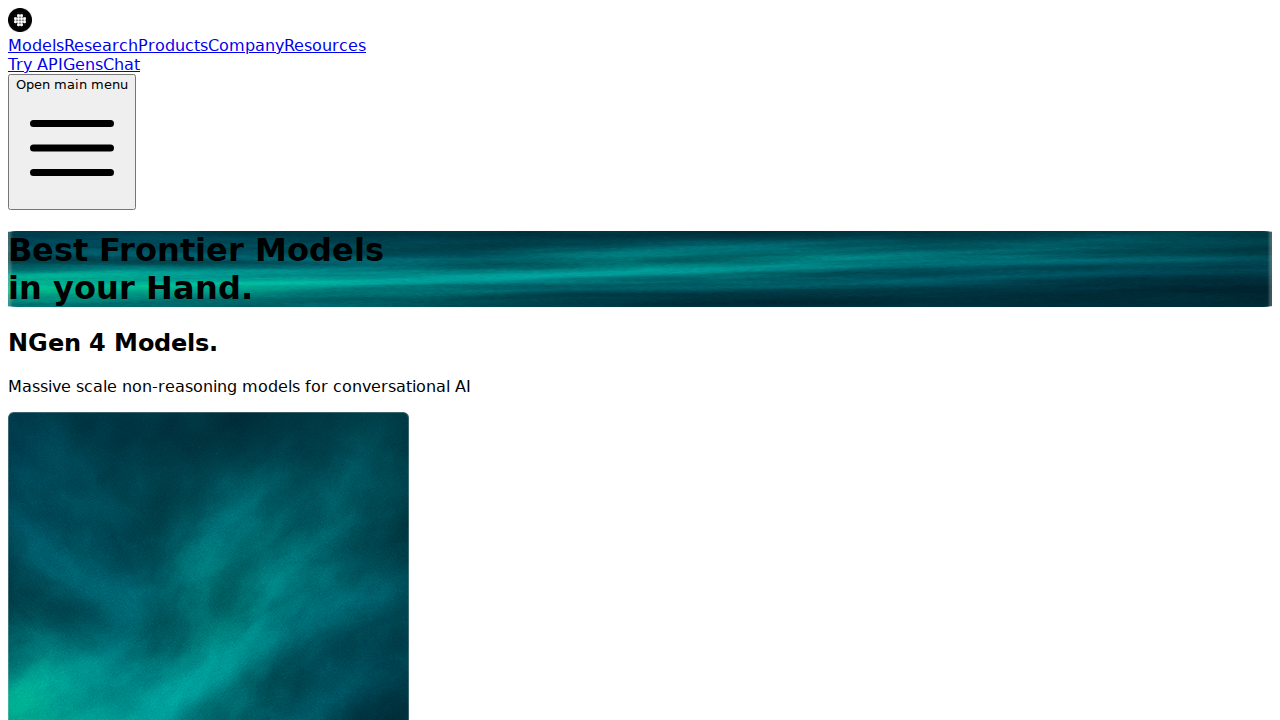 ModelsResearchProductsCompanyResources
Try APIGensChat
Open main menu
Best Frontier Models
in your Hand.
NGen 4 Models.
Massive scale non-reasoning models for conversational AI